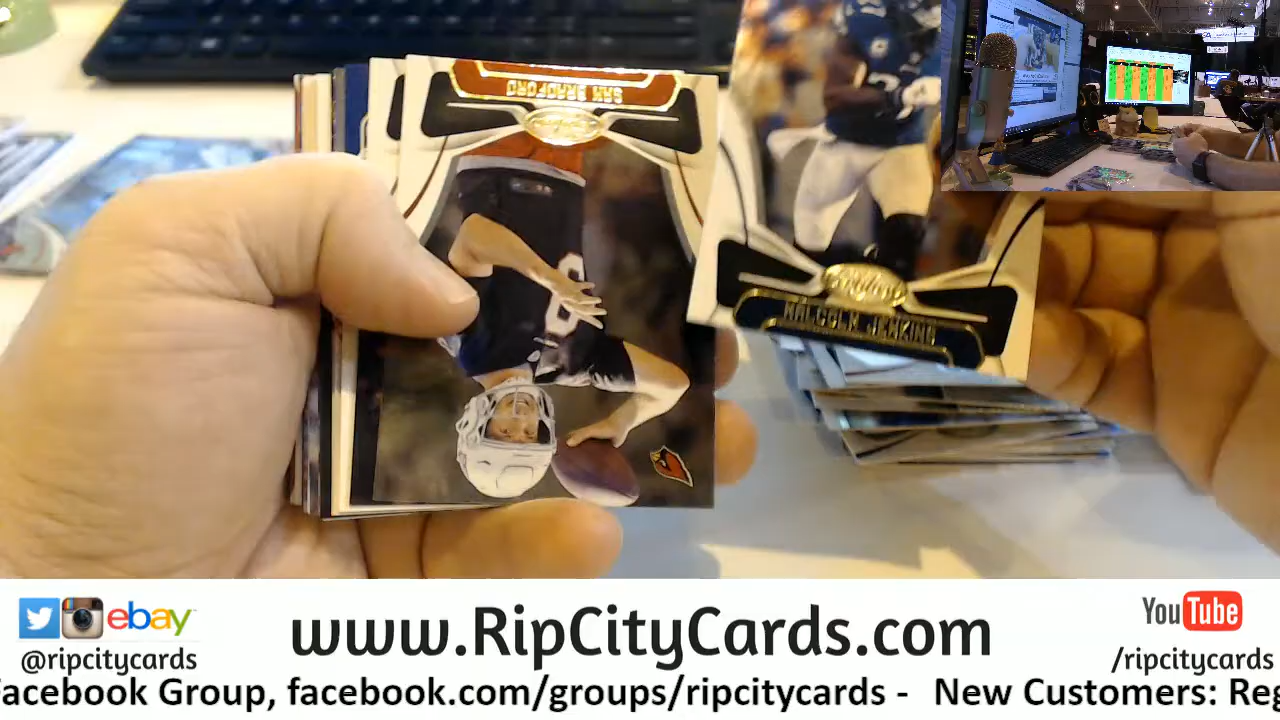 SAM BRADFORD
MALCOLM JENKINS
ebay
@ripcitycards
www.RipCityCards.com
YouTube
/ripcitycards
Facebook Group, facebook.com/groups/ripcitycards - New Customers: Reg